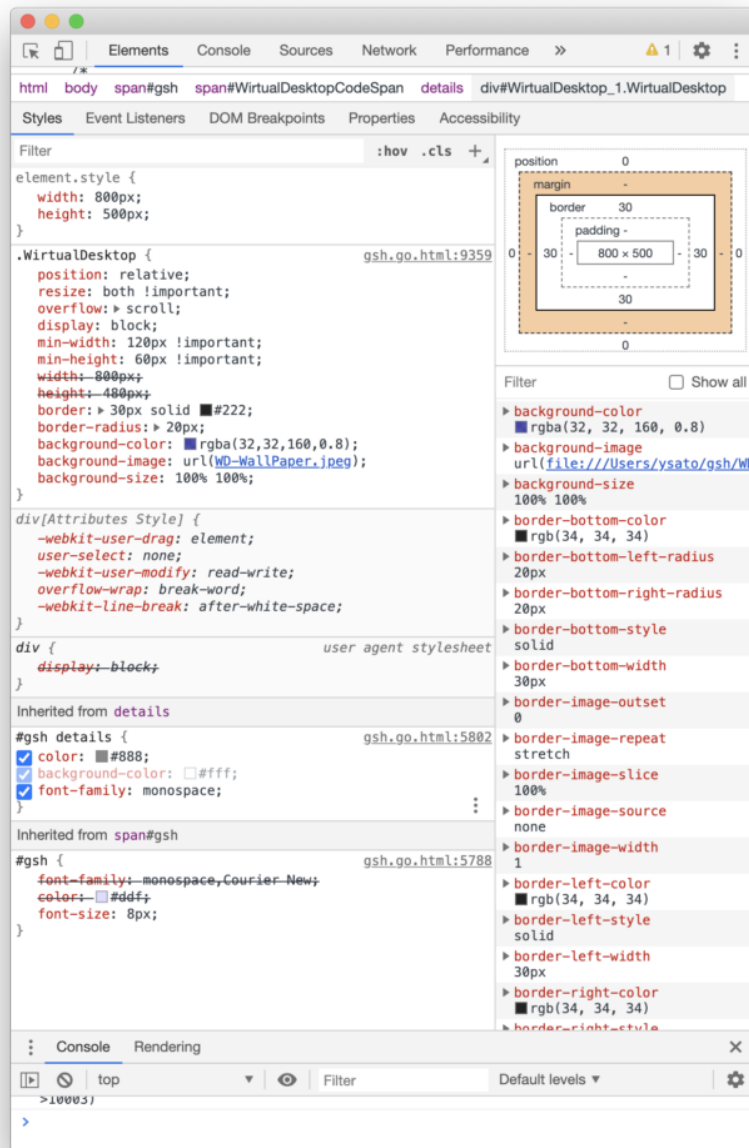 Elements Console Sources Network Performance » 1
/*
html body span#gsh span#WirtualDesktopCodeSpan details div#WirtualDesktop_1.WirtualDesktop
Styles Event Listeners DOM Breakpoints Properties Accessibility
Filter :hov .cls +
element.style {
width: 800px;
height: 500px;
}
.WirtualDesktop { gsh.go.html:9359
position: relative;
resize: both !important;
overflow: scroll;
display: block;
min-width: 120px !important;
min-height: 60px !important;
width: 800px;
height: 480px;
border: 30px solid #222;
border-radius: 20px;
background-color: rgba(32,32,160,0.8);
background-image: url(WD-WallPaper.jpeg);
background-size: 100% 100%;
}
div[Attributes Style] {
-webkit-user-drag: element;
user-select: none;
-webkit-user-modify: read-write;
overflow-wrap: break-word;
-webkit-line-break: after-white-space;
}
div { user agent stylesheet
display: block;
}
Inherited from details
#gsh details { gsh.go.html:5802
color: #888;
background-color: #fff;
font-family: monospace;
}
Inherited from span#gsh
#gsh { gsh.go.html:5788
font-family: monospace,Courier New;
color: #ddf;
font-size: 8px;
}
position 0
margin -
border 30
padding -
0 - 30 - 800 × 500 - 30 - 0
-
30
-
0
Filter Show all
background-color
rgba(32, 32, 160, 0.8)
background-image
url(file:///Users/ysato/gsh/WD
background-size
100% 100%
border-bottom-color
rgb(34, 34, 34)
border-bottom-left-radius
20px
border-bottom-right-radius
20px
border-bottom-style
solid
border-bottom-width
30px
border-image-outset
0
border-image-repeat
stretch
border-image-slice
100%
border-image-source
none
border-image-width
1
border-left-color
rgb(34, 34, 34)
border-left-style
solid
border-left-width
30px
border-right-color
rgb(34, 34, 34)
border-right-style
Console Rendering
top Filter Default levels
>10003)
>